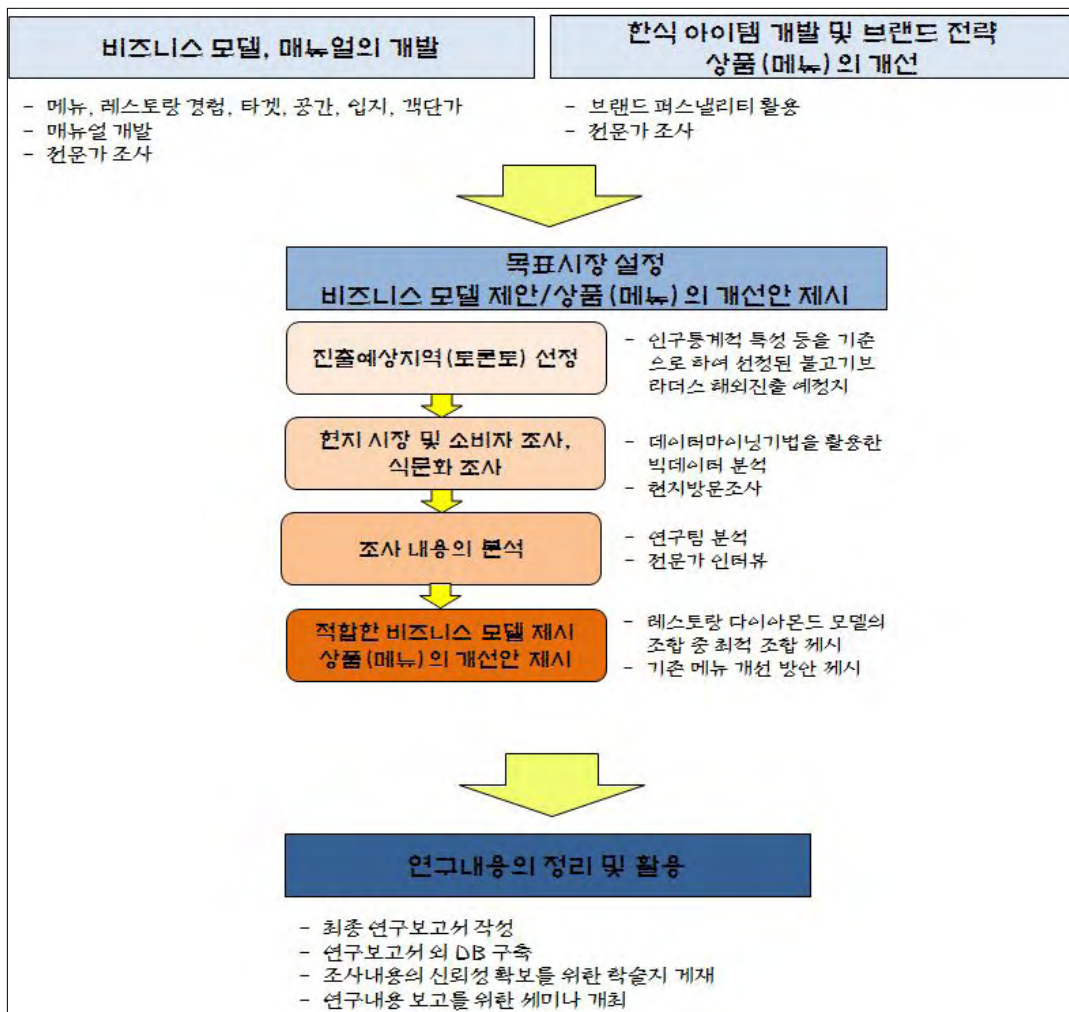 비즈니스 모델, 매뉴얼의 개발
- 메뉴, 레스토랑 경험, 타겟, 공간, 입지, 객단가
- 매뉴얼 개발
- 전문가 조사
한식 아이템 개발 및 브랜드 전략
상품(메뉴)의 개선
- 브랜드 퍼스낼리티 활용
- 전문가 조사
목표시장 설정
비즈니스 모델 제안/상품(메뉴)의 개선안 제시
진출예상지역(토론토) 선정
- 인구통계적 특성 등을 기준
으로 하여 선정된 불고기브
라더스 해외진출 예정지
현지 시장 및 소비자 조사,
식문화 조사
- 데이터마이닝기법을 활용한
빅데이터 분석
- 현지방문조사
조사 내용의 분석
- 연구팀 분석
- 전문가 인터뷰
적합한 비즈니스 모델 제시
상품(메뉴)의 개선안 제시
- 레스토랑 다이아몬드 모델의
조합 중 최적 조합 제시
- 기존 메뉴 개선 방안 제시
연구내용의 정리 및 활용
- 최종 연구보고서 작성
- 연구보고서 외 DB 구축
- 조사내용의 신뢰성 확보를 위한 학술지 게재
- 연구내용 보고를 위한 세미나 개최